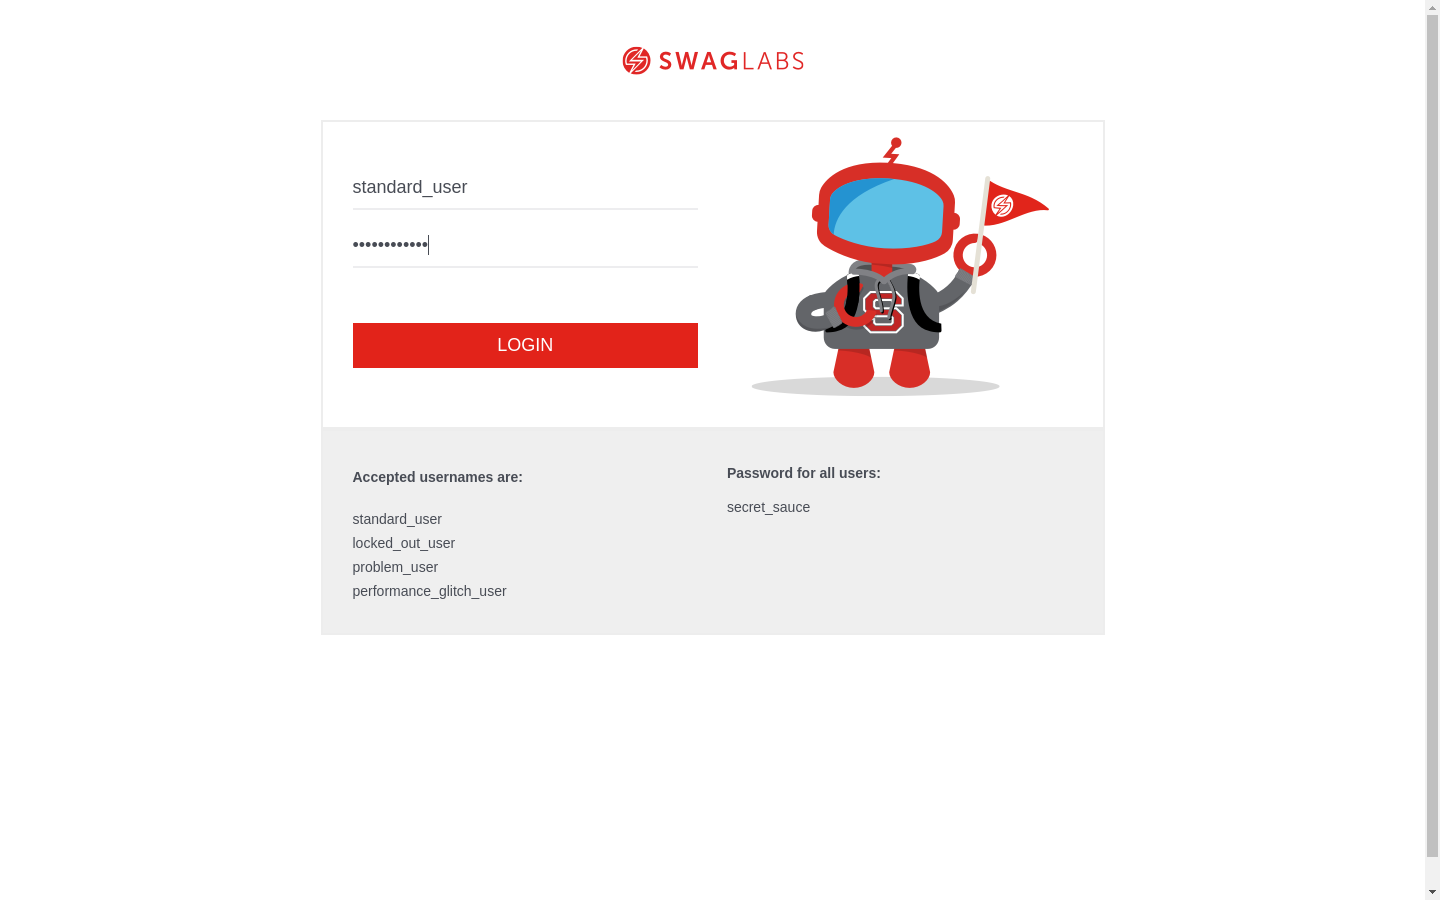 SWAGLABS
standard_user
••••••••••••
LOGIN
Accepted usernames are:
standard_user
locked_out_user
problem_user
performance_glitch_user
Password for all users:
secret_sauce